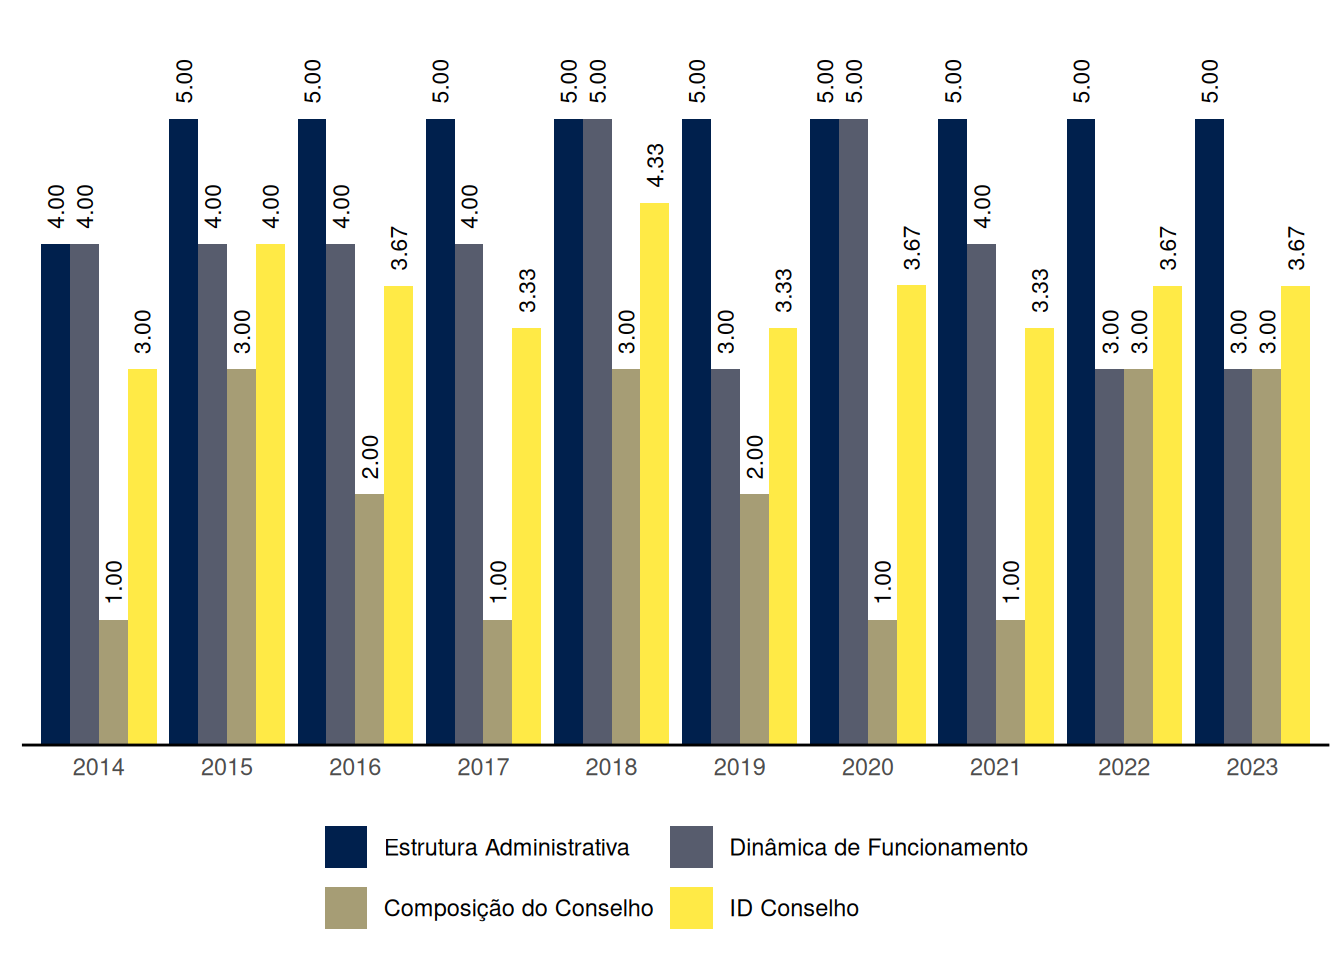 4.00 4.00 1.00 3.00
5.00 4.00 3.00 4.00
5.00 4.00 2.00 3.67
5.00 4.00 1.00 3.33
5.00 5.00 3.00 4.33
5.00 3.00 2.00 3.33
5.00 5.00 1.00 3.67
5.00 4.00 1.00 3.33
5.00 3.00 3.00 3.67
5.00 3.00 3.00 3.67
2014 2015 2016 2017 2018 2019 2020 2021 2022 2023
Estrutura Administrativa Dinâmica de Funcionamento
Composição do Conselho ID Conselho